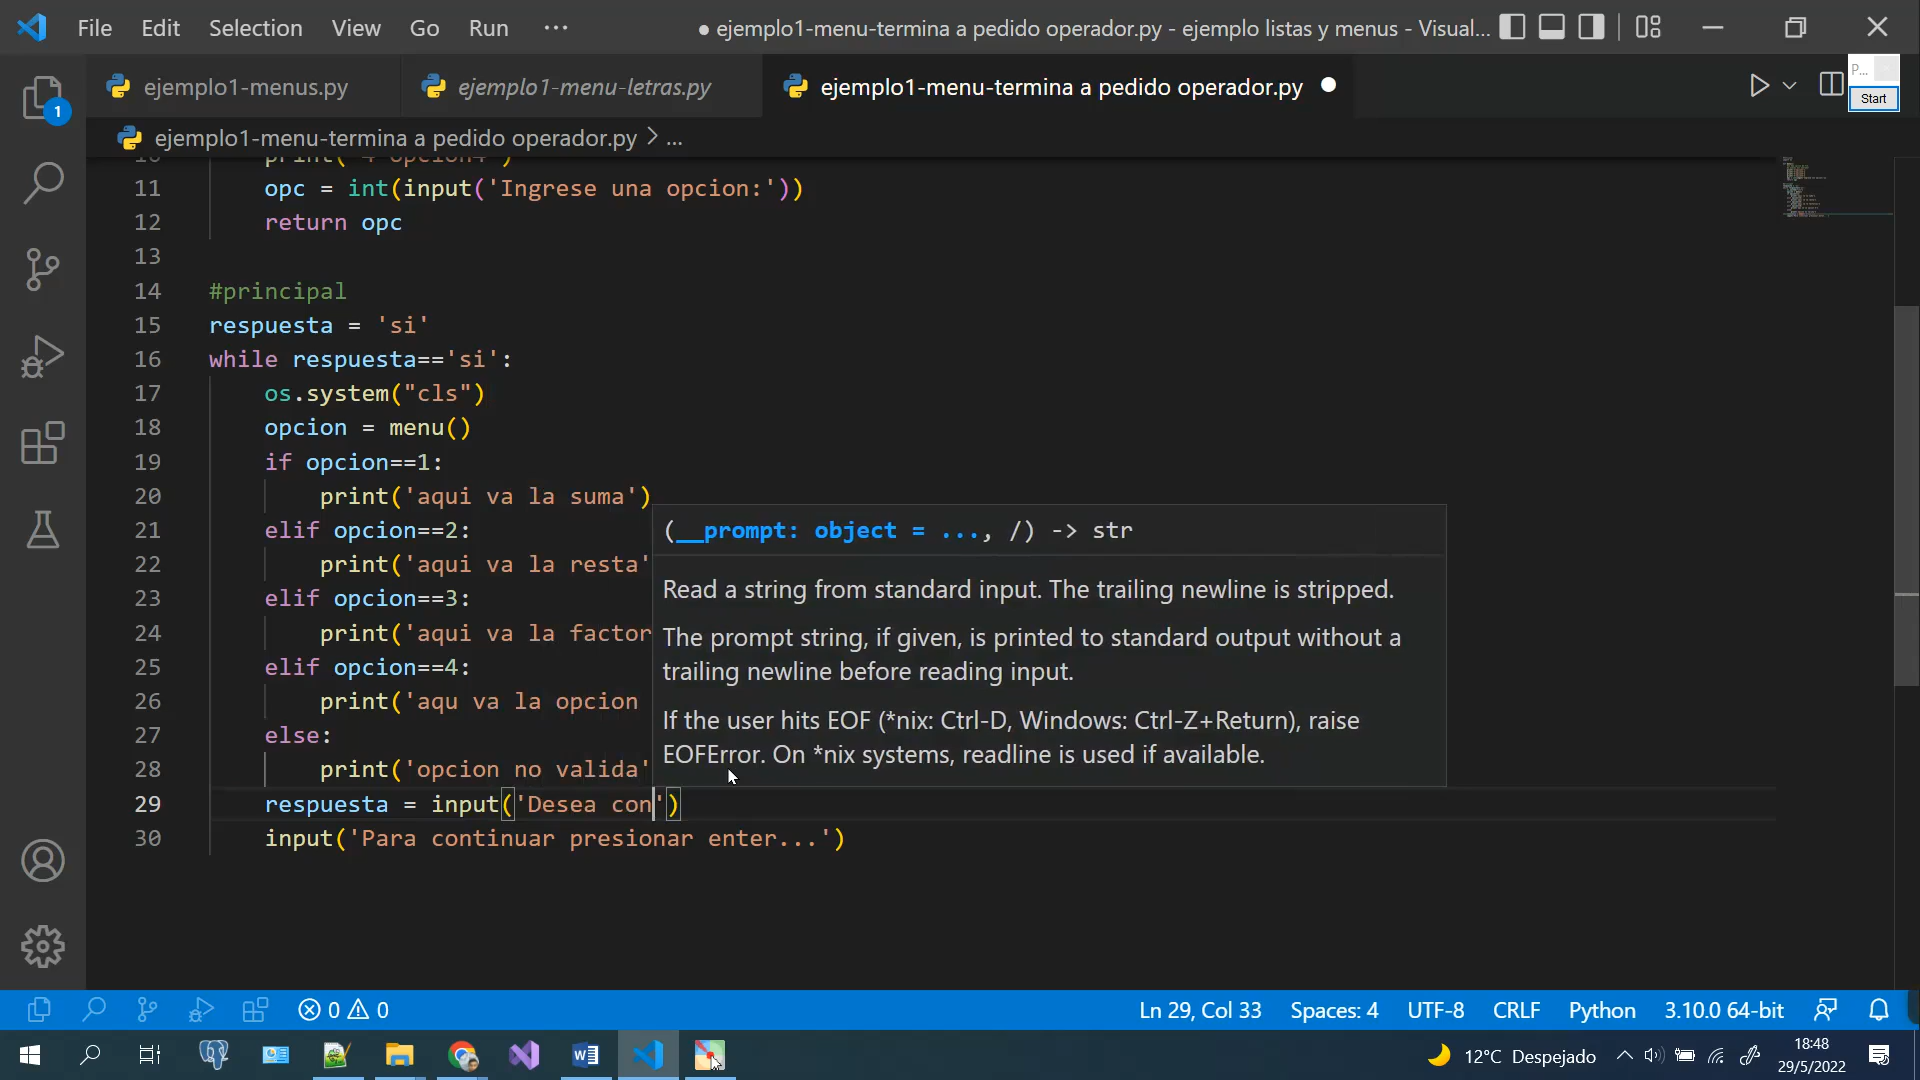 File Edit Selection View Go Run ···
● ejemplo1-menu-termina a pedido operador.py - ejemplo listas y menus - Visual...
ejemplo1-menus.py
ejemplo1-menu-letras.py
ejemplo1-menu-termina a pedido operador.py
P...
Start
1
ejemplo1-menu-termina a pedido operador.py > ...
11 opc = int(input('Ingrese una opcion:'))
12 return opc
13
14 #principal
15 respuesta = 'si'
16 while respuesta=='si':
17 os.system("cls")
18 opcion = menu()
19 if opcion==1:
20 print('aqui va la suma')
21 elif opcion==2:
22 print('aqui va la resta'
23 elif opcion==3:
24 print('aqui va la factor
25 elif opcion==4:
26 print('aqu va la opcion
27 else:
28 print('opcion no valida'
29 respuesta = input('Desea con')
30 input('Para continuar presionar enter...')
(__prompt: object = ..., /) -> str
Read a string from standard input. The trailing newline is stripped.
The prompt string, if given, is printed to standard output without a
trailing newline before reading input.
If the user hits EOF (*nix: Ctrl-D, Windows: Ctrl-Z+Return), raise
EOFError. On *nix systems, readline is used if available.
0 0
Ln 29, Col 33 Spaces: 4 UTF-8 CRLF Python 3.10.0 64-bit
12°C Despejado
18:48
29/5/2022